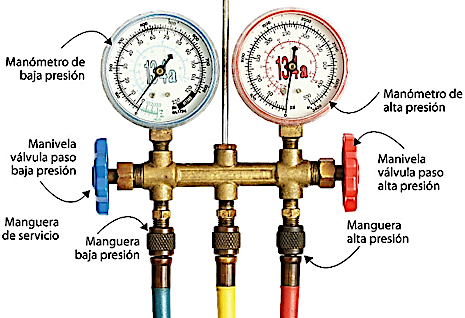 Manómetro de
baja presión
134a
134a
Manómetro de
alta presión
Manivela
válvula paso
baja presión
Manivela
válvula paso
alta presión
Manguera
de servicio
Manguera
baja presión
Manguera
alta presión